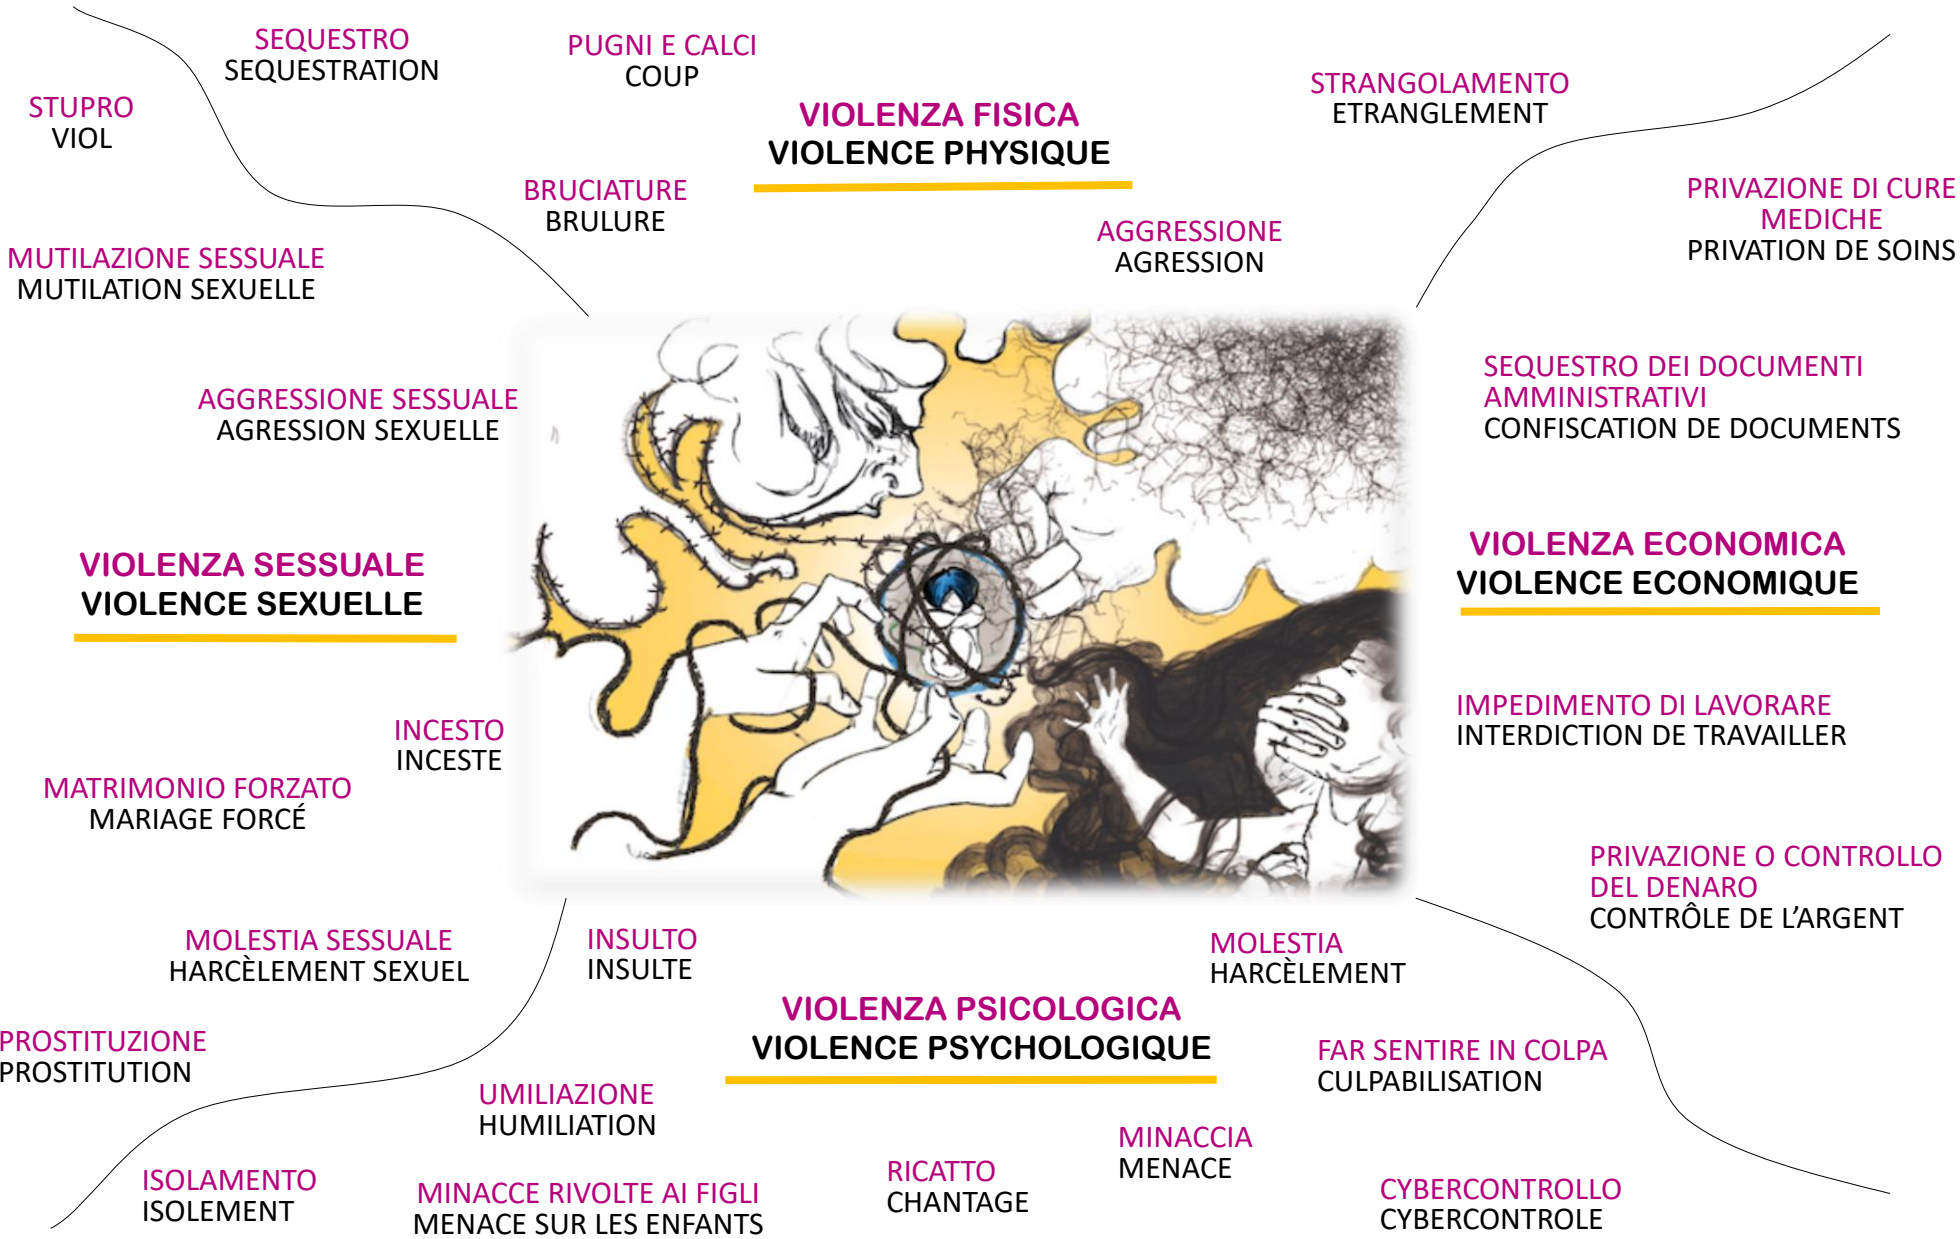 SEQUESTRO
SEQUESTRATION
PUGNI E CALCI
COUP
STRANGOLAMENTO
ETRANGLEMENT
STUPRO
VIOL
VIOLENZA FISICA
VIOLENCE PHYSIQUE
BRUCIATURE
BRULURE
PRIVAZIONE DI CURE
MEDICHE
PRIVATION DE SOINS
AGGRESSIONE
AGRESSION
MUTILAZIONE SESSUALE
MUTILATION SEXUELLE
SEQUESTRO DEI DOCUMENTI
AMMINISTRATIVI
CONFISCATION DE DOCUMENTS
AGGRESSIONE SESSUALE
AGRESSION SEXUELLE
VIOLENZA SESSUALE
VIOLENCE SEXUELLE
VIOLENZA ECONOMICA
VIOLENCE ECONOMIQUE
IMPEDIMENTO DI LAVORARE
INTERDICTION DE TRAVAILLER
INCESTO
INCESTE
MATRIMONIO FORZATO
MARIAGE FORCÉ
PRIVAZIONE O CONTROLLO
DEL DENARO
CONTRÔLE DE L'ARGENT
MOLESTIA SESSUALE
HARCÈLEMENT SEXUEL
INSULTO
INSULTE
MOLESTIA
HARCÈLEMENT
VIOLENZA PSICOLOGICA
VIOLENCE PSYCHOLOGIQUE
PROSTITUZIONE
PROSTITUTION
FAR SENTIRE IN COLPA
CULPABILISATION
UMILIAZIONE
HUMILIATION
MINACCIA
MENACE
ISOLAMENTO
ISOLEMENT
MINACCE RIVOLTE AI FIGLI
MENACE SUR LES ENFANTS
RICATTO
CHANTAGE
CYBERCONTROLLO
CYBERCONTROLE